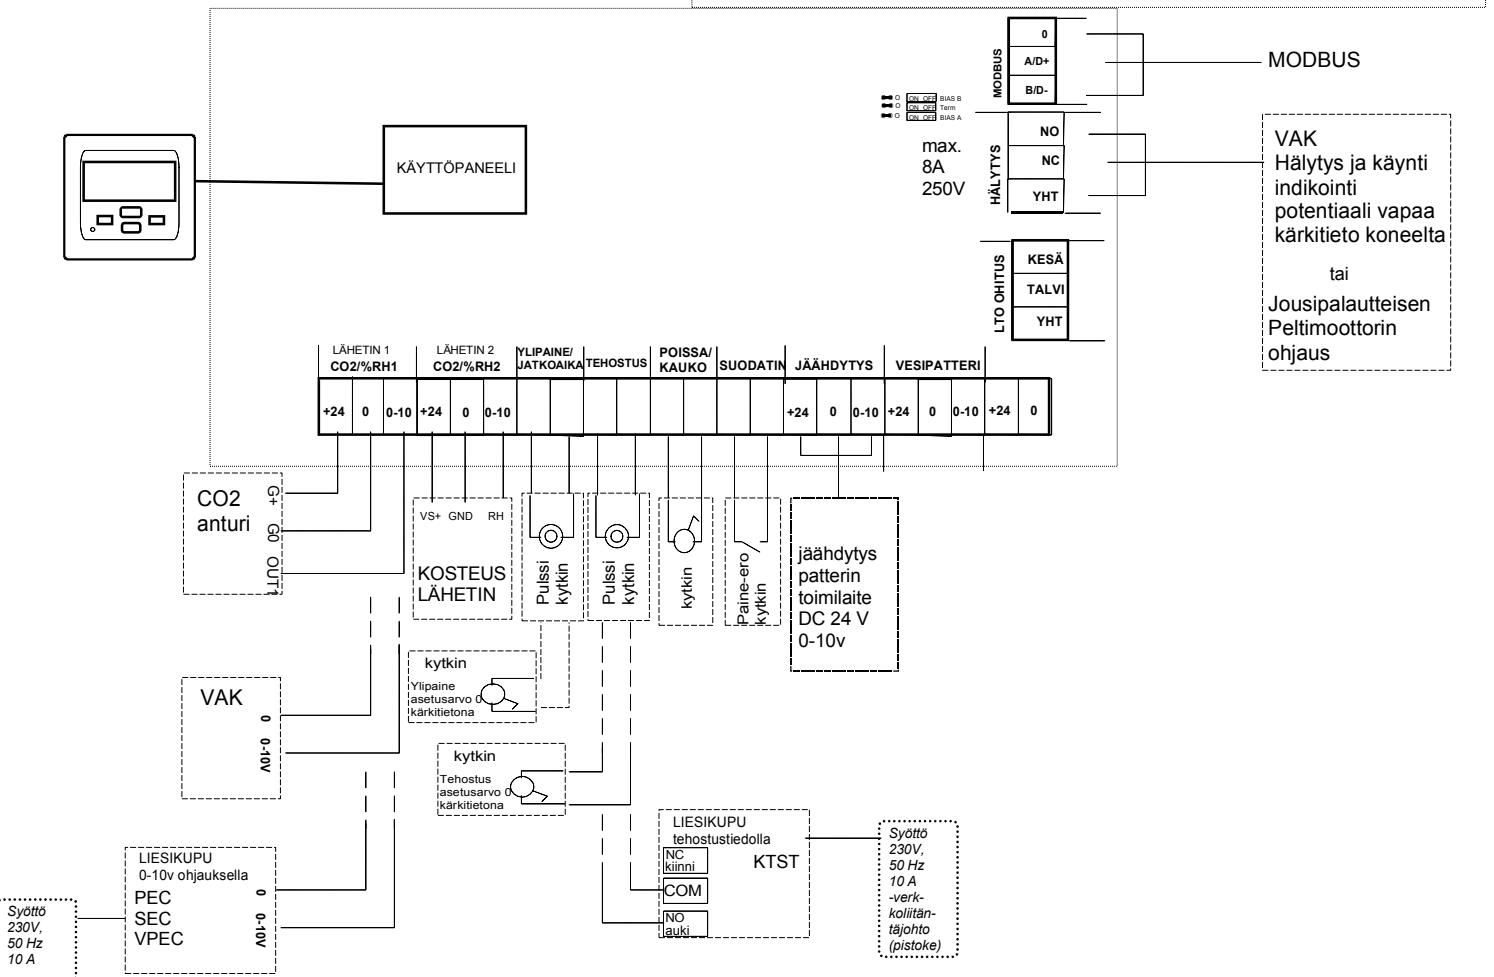 0
A/D+
B/D-
MODBUS
MODBUS
ON OFF BIAS B
ON OFF Term
ON OFF BIAS A
max.
8A
250V
HÄLYTYS
NO
NC
YHT
VAK
Hälytys ja käynti
indikointi
potentiaali vapaa
kärkitieto koneelta
tai
Jousipalautteisen
Peltimoottorin
ohjaus
KÄYTTÖPANEELI
LTO OHITUS
KESÄ
TALVI
YHT
LÄHETIN 1
CO2/%RH1
LÄHETIN 2
CO2/%RH2
YLIPAINE/
JATKOAIKA
TEHOSTUS
POISSA/
KAUKO
SUODATIN
JÄÄHDYTYS
VESIPATTERI
+24 0 0-10 +24 0 0-10 +24 0 0-10 +24 0 0-10 +24 0
CO2
anturi
G+
G0
OUT1
VS+ GND RH
KOSTEUS
LÄHETIN
Pulssi
kytkin
Pulssi
kytkin
kytkin
Paine-ero
kytkin
jäähdytys
patterin
toimilaite
DC 24 V
0-10v
kytkin
Ylipaine
asetusarvo 0
kärkitietona
VAK
0
0-10V
kytkin
Tehostus
asetusarvo 0
kärkitietona
LIESIKUPU
tehostustiedolla
NC
kiinni
KTST
COM
NO
auki
Syöttö
230V,
50 Hz
10 A
-verk-
koliitän-
täjohto
(pistoke)
LIESIKUPU
0-10v ohjauksella
PEC
SEC
VPEC
0
0-10V
Syöttö
230V,
50 Hz
10 A